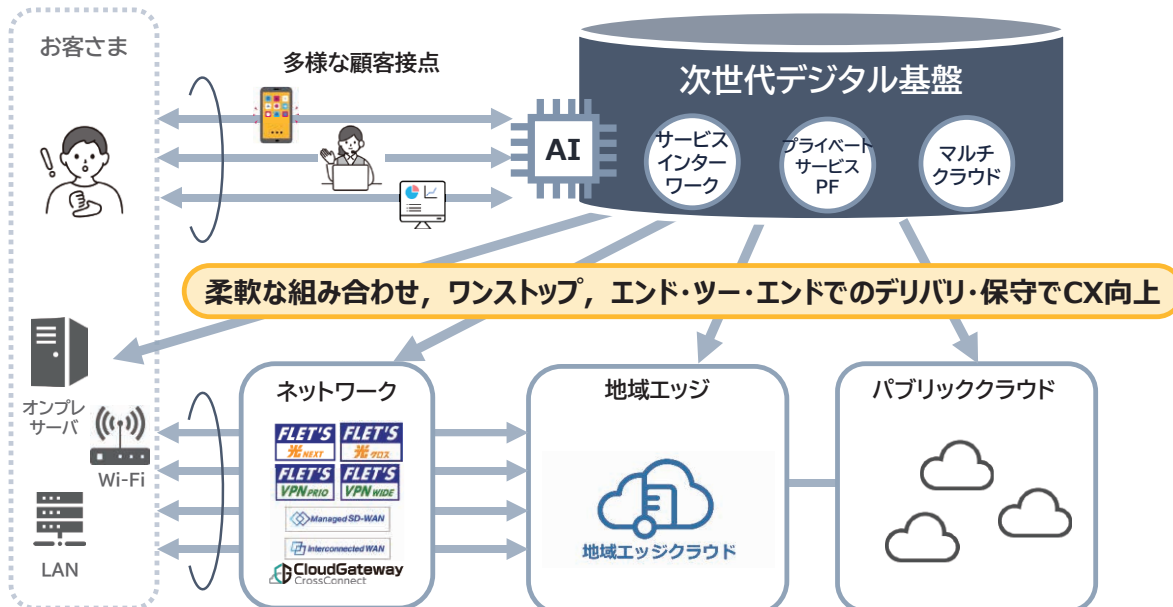 お客さま
多様な顧客接点
次世代デジタル基盤
AI
サービス
インター
ワーク
プライベート
サービス
PF
マルチ
クラウド
柔軟な組み合わせ，ワンストップ，エンド・ツー・エンドでのデリバリ・保守でCX向上
オンプレ
サーバ
Wi-Fi
LAN
ネットワーク
FLET'S
光NEXT
FLET'S
光クロス
FLET'S
VPN PRIO
FLET'S
VPN WIDE
Managed SD-WAN
Interconnected WAN
CloudGateway
CrossConnect
地域エッジ
地域エッジクラウド
パブリッククラウド